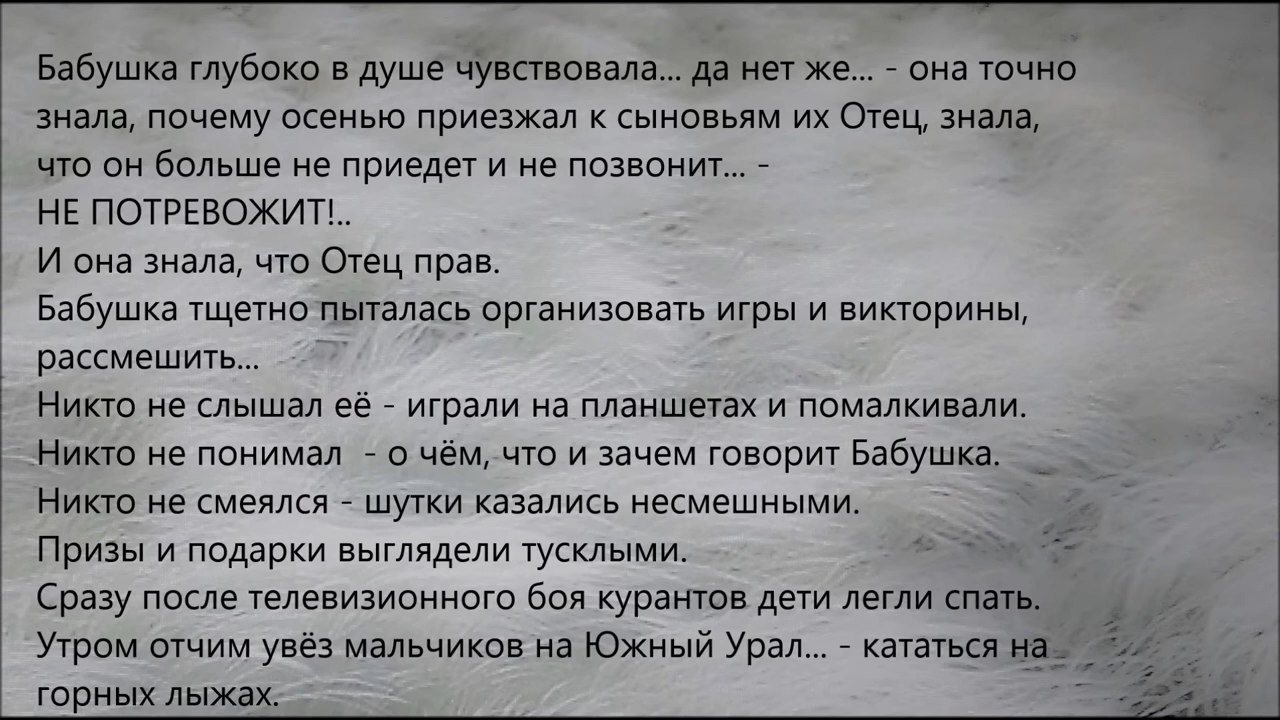 Бабушка глубоко в душе чувствовала... да нет же... - она точно
знала, почему осенью приезжал к сыновьям их Отец, знала,
что он больше не приедет и не позвонит... -
НЕ ПОТРЕВОЖИТ!..
И она знала, что Отец прав.
Бабушка тщетно пыталась организовать игры и викторины,
рассмешить...
Никто не слышал её - играли на планшетах и помалкивали.
Никто не понимал  - о чём, что и зачем говорит Бабушка.
Никто не смеялся - шутки казались несмешными.
Призы и подарки выглядели тусклыми.
Сразу после телевизионного боя курантов дети легли спать.
Утром отчим увёз мальчиков на Южный Урал... - кататься на
горных лыжах.